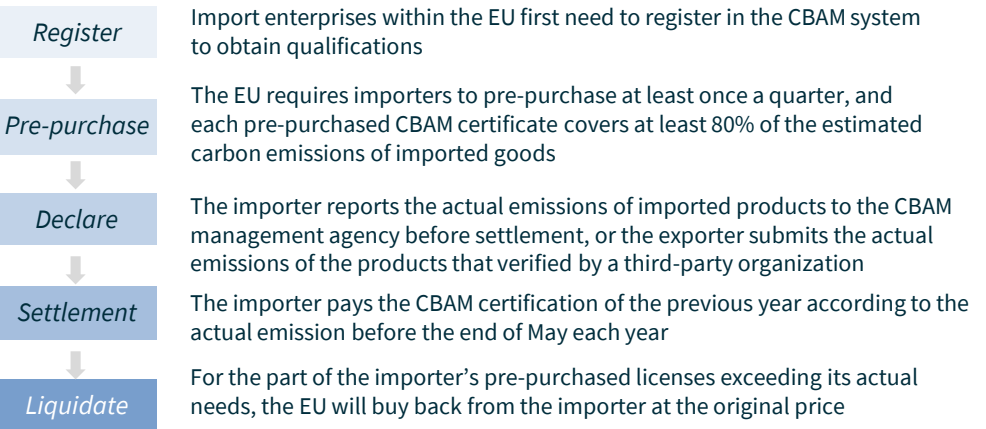 Register
Import enterprises within the EU first need to register in the CBAM system
to obtain qualifications
Pre-purchase
The EU requires importers to pre-purchase at least once a quarter, and
each pre-purchased CBAM certificate covers at least 80% of the estimated
carbon emissions of imported goods
Declare
The importer reports the actual emissions of imported products to the CBAM
management agency before settlement, or the exporter submits the actual
emissions of the products that verified by a third-party organization
Settlement
The importer pays the CBAM certification of the previous year according to the
actual emission before the end of May each year
Liquidate
For the part of the importer’s pre-purchased licenses exceeding its actual
needs, the EU will buy back from the importer at the original price